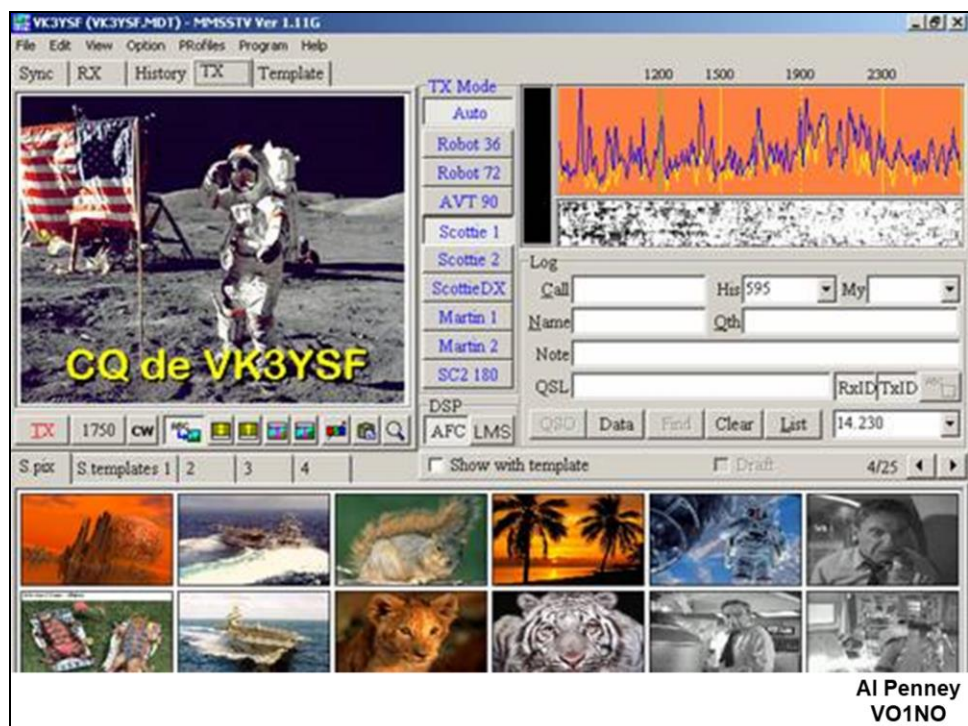 VK3YSF (VK3YSF.MDT) - MMSSTV Ver 1.11G
File Edit View Option PRofiles Program Help
Sync RX History TX Template
TX Mode
Auto
Robot 36
Robot 72
AVT 90
Scottie 1
Scottie 2
ScottieDX
Martin 1
Martin 2
SC2 180
DSP
AFC LMS
1200 1500 1900 2300
CQ de VK3YSF
Log
Call His 595 My
Name Qth
Note
QSL RxID TxID
QSO Data Find Clear List 14.230
TX 1750 CW
S.pix S.templates 1 2 3 4
Show with template Draft 4/25
Al Penney
VO1NO